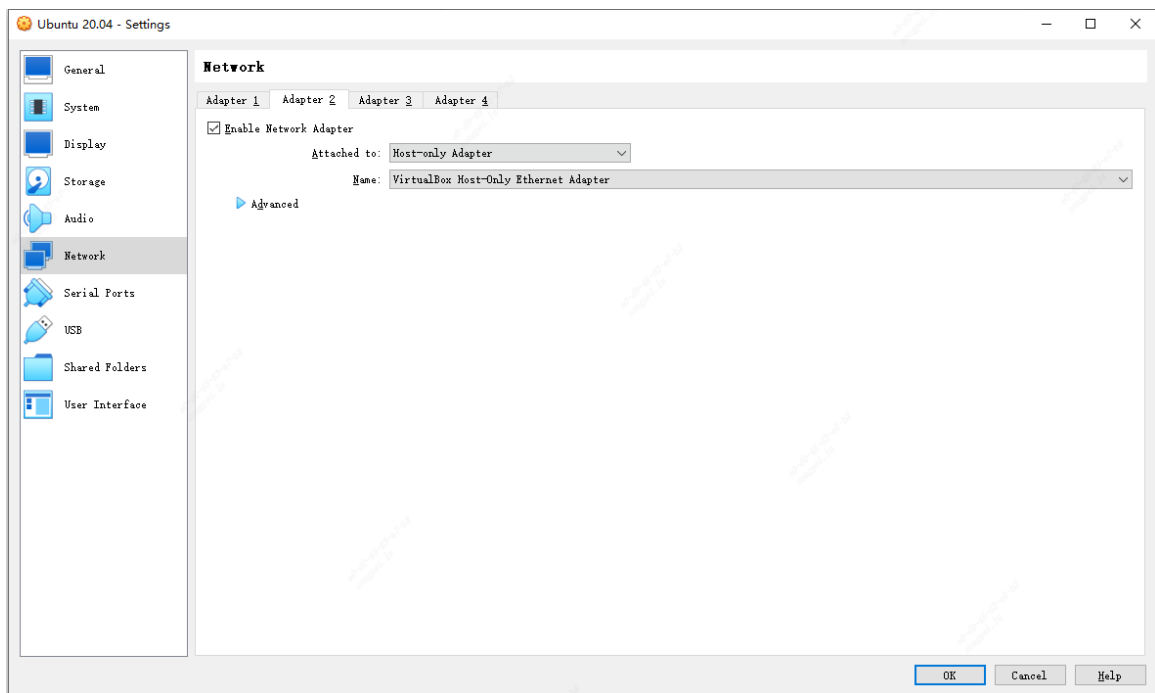 Ubuntu 20.04 - Settings
General
System
Display
Storage
Audio
Network
Serial Ports
USB
Shared Folders
User Interface
Network
Adapter 1 Adapter 2 Adapter 3 Adapter 4
Enable Network Adapter
Attached to: Host-only Adapter
Name: VirtualBox Host-Only Ethernet Adapter
Advanced
OK Cancel Help